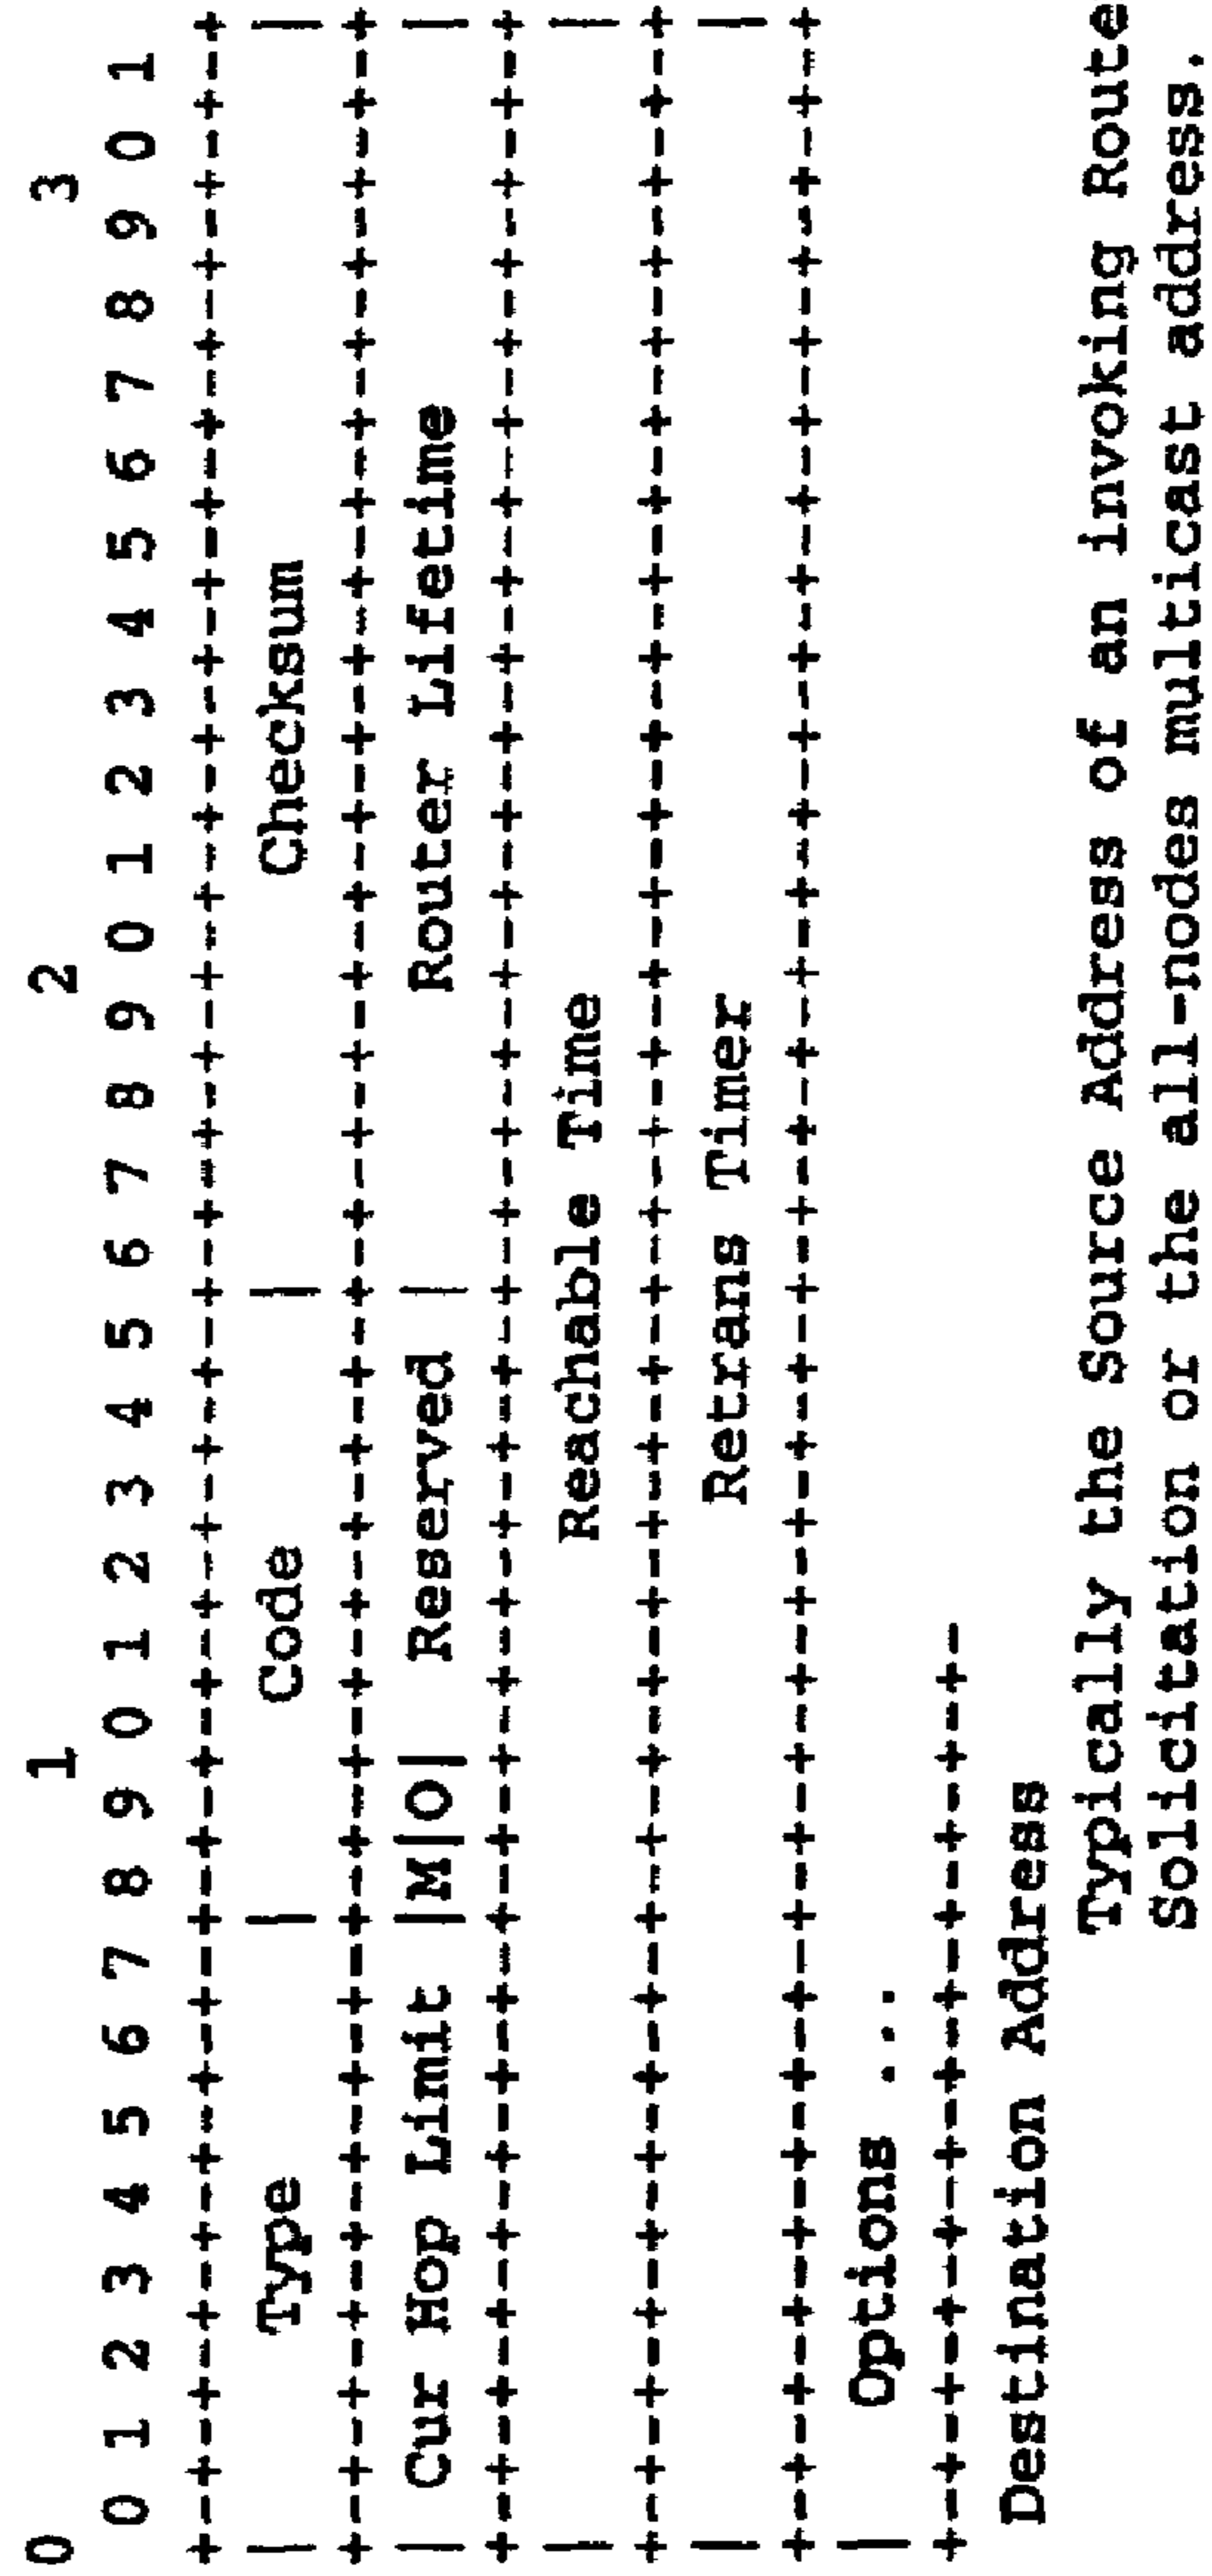 0                   1                   2                   3
 0 1 2 3 4 5 6 7 8 9 0 1 2 3 4 5 6 7 8 9 0 1 2 3 4 5 6 7 8 9 0 1
+-+-+-+-+-+-+-+-+-+-+-+-+-+-+-+-+-+-+-+-+-+-+-+-+-+-+-+-+-+-+-+-+
|     Type      |     Code      |          Checksum             |
+-+-+-+-+-+-+-+-+-+-+-+-+-+-+-+-+-+-+-+-+-+-+-+-+-+-+-+-+-+-+-+-+
| Cur Hop Limit |M|O|  Reserved |       Router Lifetime         |
+-+-+-+-+-+-+-+-+-+-+-+-+-+-+-+-+-+-+-+-+-+-+-+-+-+-+-+-+-+-+-+-+
|                         Reachable Time                        |
+-+-+-+-+-+-+-+-+-+-+-+-+-+-+-+-+-+-+-+-+-+-+-+-+-+-+-+-+-+-+-+-+
|                          Retrans Timer                        |
+-+-+-+-+-+-+-+-+-+-+-+-+-+-+-+-+-+-+-+-+-+-+-+-+-+-+-+-+-+-+-+-+
|   Options ...
+-+-+-+-+-+-+-+-+-+-+-+-
Destination Address
Typically the Source Address of an invoking Route
Solicitation or the all-nodes multicast address.